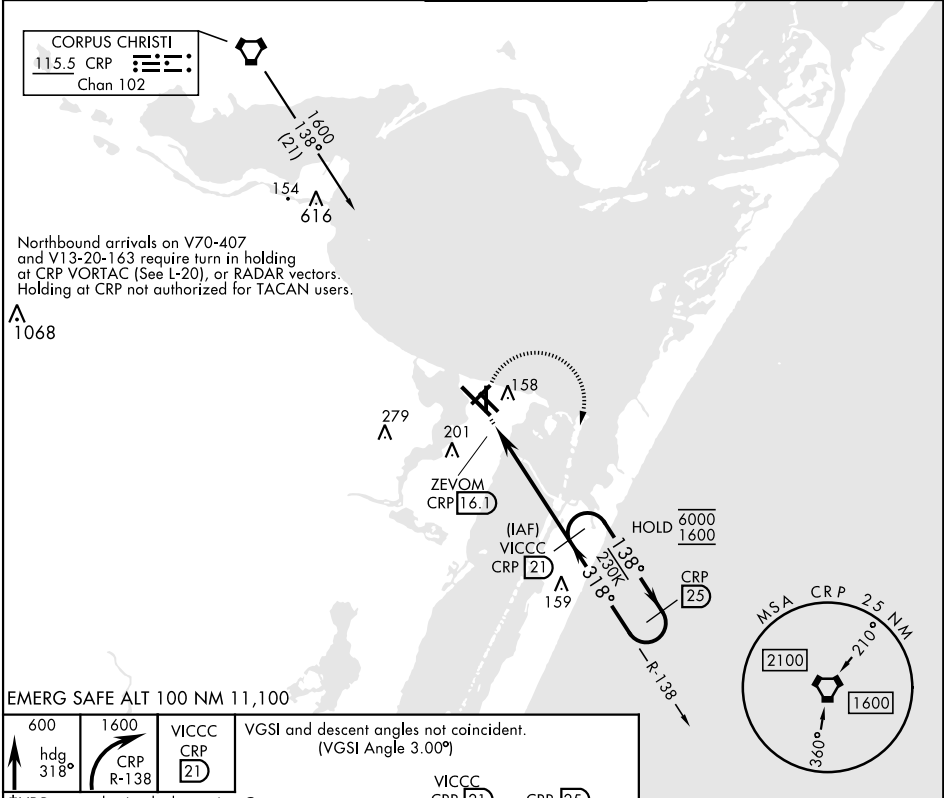 CORPUS CHRISTI
115.5 CRP
Chan 102
1600
138°
(21)
154
616
Northbound arrivals on V70-407
and V13-20-163 require turn in holding
at CRP VORTAC (See L-20), or RADAR vectors.
Holding at CRP not authorized for TACAN users.
1068
158
279
201
ZEVOM
CRP 16.1
(IAF)
VICCC
CRP 21
HOLD 6000
1600
138°
230K
318°
CRP
25
159
R-138
MSA CRP 25 NM
2100
210°
1600
360°
EMERG SAFE ALT 100 NM 11,100
600
hdg
318°
1600
CRP
R-138
VICCC
CRP
21
VGSI and descent angles not coincident.
(VGSI Angle 3.00°)
VICCC